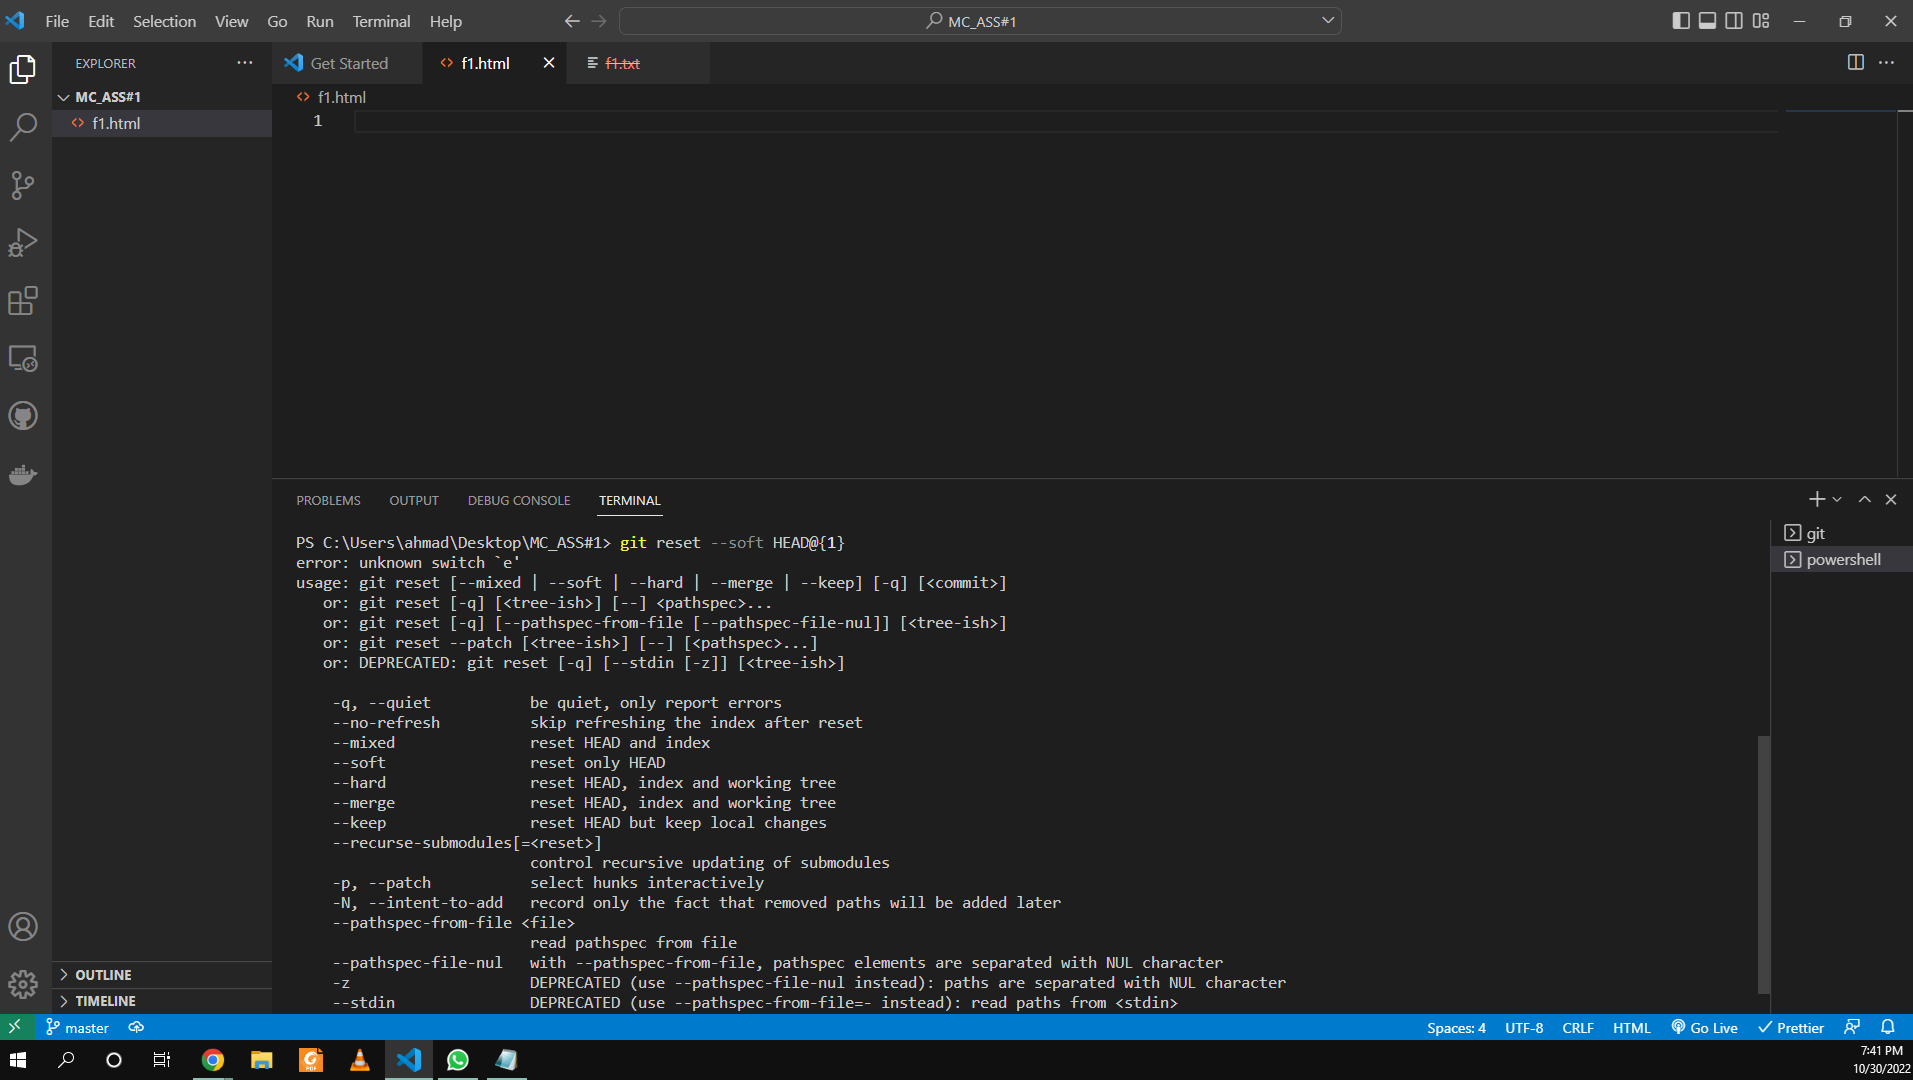 File Edit Selection View Go Run Terminal Help
MC_ASS#1
EXPLORER
Get Started
f1.html
f1.txt
MC_ASS#1
f1.html
f1.html
1
PROBLEMS OUTPUT DEBUG CONSOLE TERMINAL
PS C:\Users\ahmad\Desktop\MC_ASS#1> git reset --soft HEAD@{1}
error: unknown switch `e'
usage: git reset [--mixed | --soft | --hard | --merge | --keep] [-q] [<commit>]
   or: git reset [-q] [<tree-ish>] [--] <pathspec>...
   or: git reset [-q] [--pathspec-from-file [--pathspec-file-nul]] [<tree-ish>]
   or: git reset --patch [<tree-ish>] [--] [<pathspec>...]
   or: DEPRECATED: git reset [-q] [--stdin [-z]] [<tree-ish>]
    -q, --quiet           be quiet, only report errors
    --no-refresh          skip refreshing the index after reset
    --mixed               reset HEAD and index
    --soft                reset only HEAD
    --hard                reset HEAD, index and working tree
    --merge               reset HEAD, index and working tree
    --keep                reset HEAD but keep local changes
    --recurse-submodules[=<reset>]
                          control recursive updating of submodules
    -p, --patch           select hunks interactively
    -N, --intent-to-add   record only the fact that removed paths will be added later
    --pathspec-from-file <file>
                          read pathspec from file
    --pathspec-file-nul   with --pathspec-from-file, pathspec elements are separated with NUL character
    -z                    DEPRECATED (use --pathspec-file-nul instead): paths are separated with NUL character
    --stdin               DEPRECATED (use --pathspec-from-file=- instead): read paths from <stdin>
git
powershell
OUTLINE
TIMELINE
master
Spaces: 4 UTF-8 CRLF HTML Go Live Prettier
7:41 PM
10/30/2022